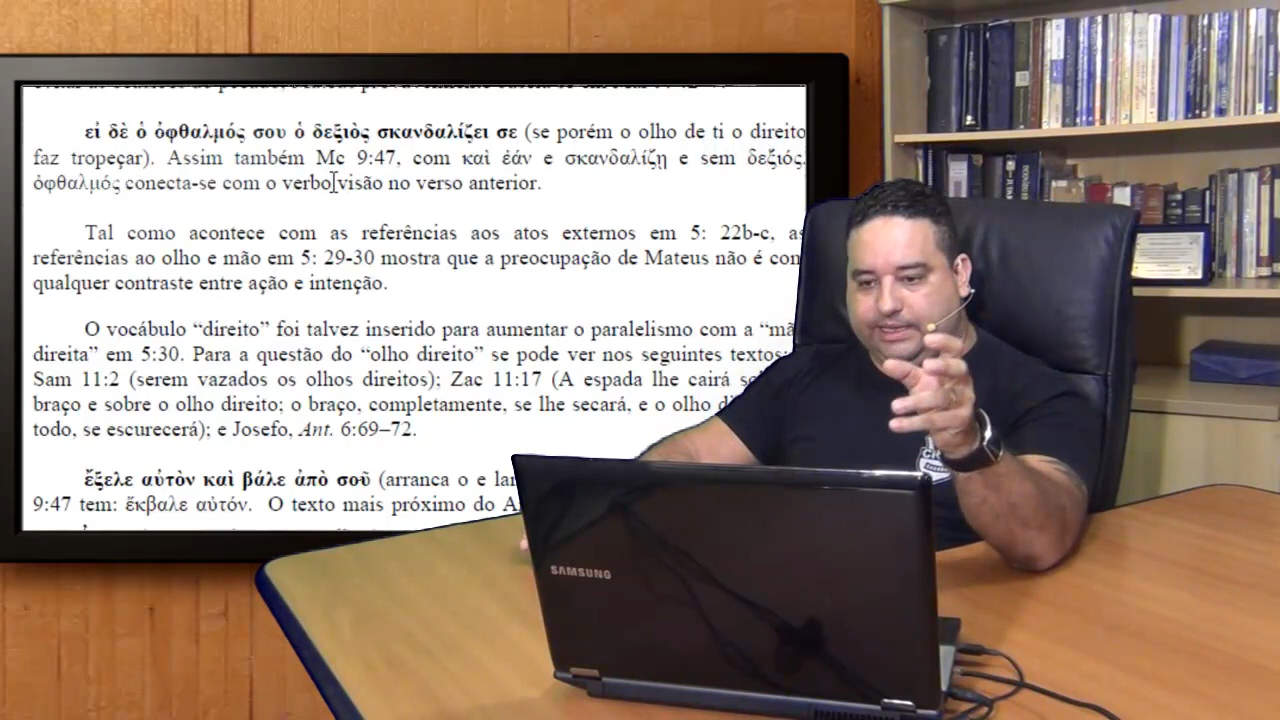 εἰ δὲ ὁ ὀφθαλμός σου ὁ δεξιὸς σκανδαλίζει σε (se porém o olho de ti o direito
faz tropeçar). Assim também Mc 9:47, com καὶ ἐάν e σκανδαλίζῃ e sem δεξιός.
ὀφθαλμός conecta-se com o verbo visão no verso anterior.
Tal como acontece com as referências aos atos externos em 5: 22b-c, as
referências ao olho e mão em 5: 29-30 mostra que a preocupação de Mateus não é com
qualquer contraste entre ação e intenção.
O vocábulo “direito” foi talvez inserido para aumentar o paralelismo com a “mã
direita” em 5:30. Para a questão do “olho direito” se pode ver nos seguintes textos:
Sam 11:2 (serem vazados os olhos direitos); Zac 11:17 (A espada lhe cairá
braço e sobre o olho direito; o braço, completamente, se lhe secará, e o olho
todo, se escurecerá); e Josefo, Ant. 6:69–72.
ἔξελε αὐτὸν καὶ βάλε ἀπὸ σοῦ (arranca o e
9:47 tem: ἔκβαλε αὐτόν. O texto mais próximo do
SAMSUNG